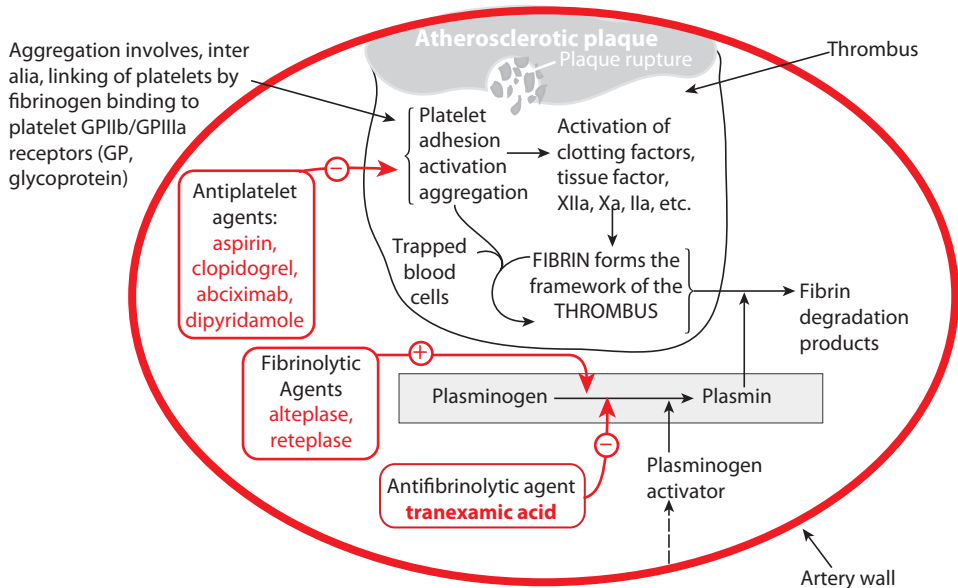 Aggregation involves, inter
alia, linking of platelets by
fibrinogen binding to
platelet GPIIb/GPIIIa
receptors (GP,
glycoprotein)
Atherosclerotic plaque
Plaque rupture
Thrombus
Platelet
adhesion
activation
aggregation
Activation of
clotting factors,
tissue factor,
XIIa, Xa, IIa, etc.
−
Antiplatelet
agents:
aspirin,
clopidogrel,
abciximab,
dipyridamole
Trapped
blood
cells
FIBRIN forms the
framework of the
THROMBUS
Fibrin
degradation
products
+
Fibrinolytic
Agents
alteplase,
reteplase
Plasminogen
Plasmin
−
Antifibrinolytic agent
tranexamic acid
Plasminogen
activator
Artery wall